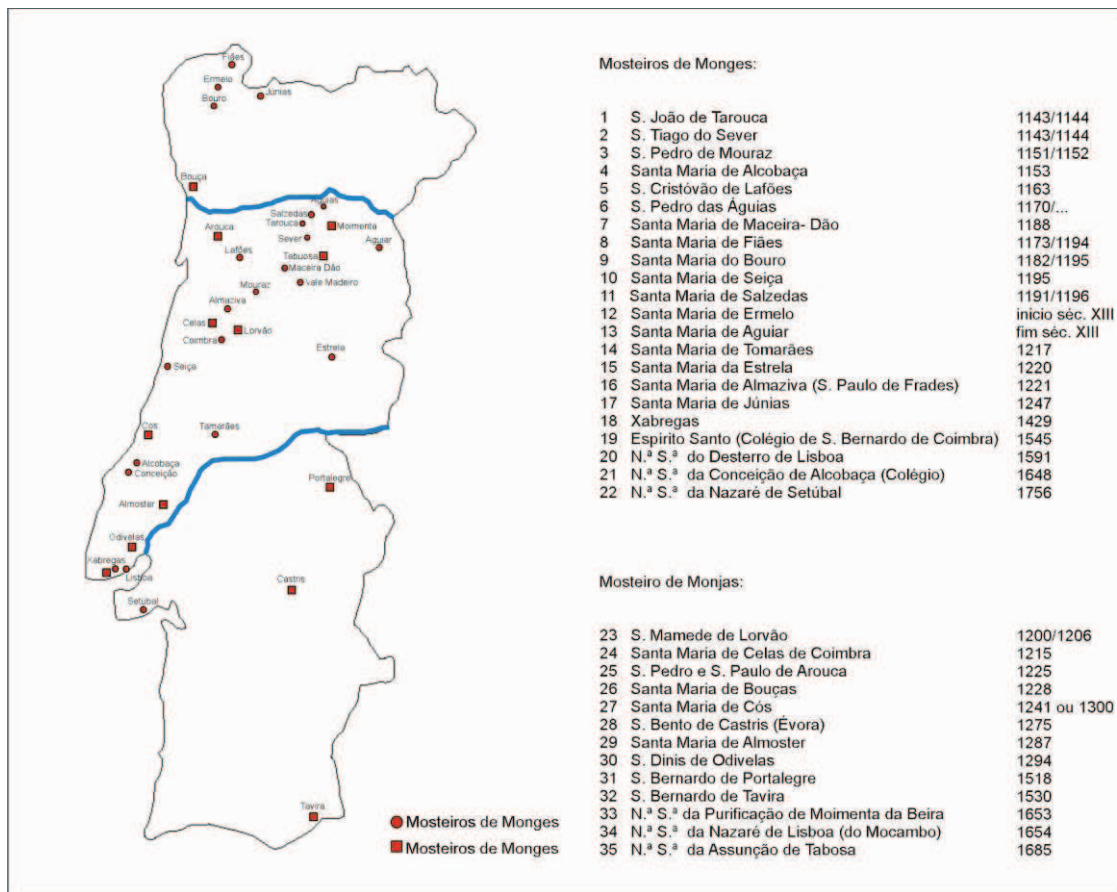 Fiães
Ermelo
Júnias
Bouro
Bouça
Águias
Salzedas
Tarouca
Moimenta
Arouca
Sever
Aguiar
Lafões
Tabuosa
Maceira Dão
Vale Madeiro
Mouraz
Almaziva
Celas
Lorvão
Coimbra
Estrela
Seiça
Cos
Tamarães
Alcobaça
Conceição
Portalegre
Almoster
Odivelas
Xabregas
Lisboa
Castris
Setúbal
Tavira
Mosteiros de Monges
Mosteiros de Monges
Mosteiros de Monges:
1 S. João de Tarouca 1143/1144
2 S. Tiago do Sever 1143/1144
3 S. Pedro de Mouraz 1151/1152
4 Santa Maria de Alcobaça 1153
5 S. Cristóvão de Lafões 1163
6 S. Pedro das Águias 1170/...
7 Santa Maria de Maceira- Dão 1188
8 Santa Maria de Fiães 1173/1194
9 Santa Maria do Bouro 1182/1195
10 Santa Maria de Seiça 1195
11 Santa Maria de Salzedas 1191/1196
12 Santa Maria de Ermelo início séc. XIII
13 Santa Maria de Aguiar fim séc. XIII
14 Santa Maria de Tomarães 1217
15 Santa Maria da Estrela 1220
16 Santa Maria de Almaziva (S. Paulo de Frades) 1221
17 Santa Maria de Júnias 1247
18 Xabregas 1429
19 Espírito Santo (Colégio de S. Bernardo de Coimbra) 1545
20 N.ª S.ª do Desterro de Lisboa 1591
21 N.ª S.ª da Conceição de Alcobaça (Colégio) 1648
22 N.ª S.ª da Nazaré de Setúbal 1756
Mosteiro de Monjas:
23 S. Mamede de Lorvão 1200/1206
24 Santa Maria de Celas de Coimbra 1215
25 S. Pedro e S. Paulo de Arouca 1225
26 Santa Maria de Bouças 1228
27 Santa Maria de Cós 1241 ou 1300
28 S. Bento de Castris (Évora) 1275
29 Santa Maria de Almoster 1287
30 S. Dinis de Odivelas 1294
31 S. Bernardo de Portalegre 1518
32 S. Bernardo de Tavira 1530
33 N.ª S.ª da Purificação de Moimenta da Beira 1653
34 N.ª S.ª da Nazaré de Lisboa (do Mocambo) 1654
35 N.ª S.ª da Assunção de Tabosa 1685